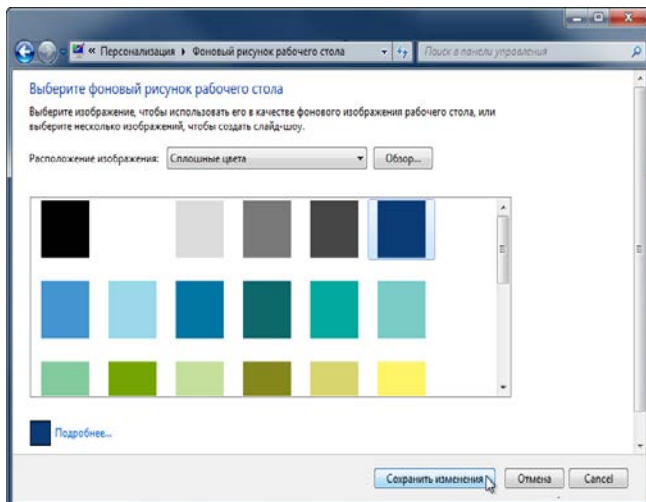 « Персонализация ▸ Фоновый рисунок рабочего стола
Поиск в панели управления
Выберите фоновый рисунок рабочего стола
Выберите изображение, чтобы использовать его в качестве фонового изображения рабочего стола, или
выберите несколько изображений, чтобы создать слайд-шоу.
Расположение изображения: Сплошные цвета Обзор...
Подробнее...
Сохранить изменения Отмена Cancel